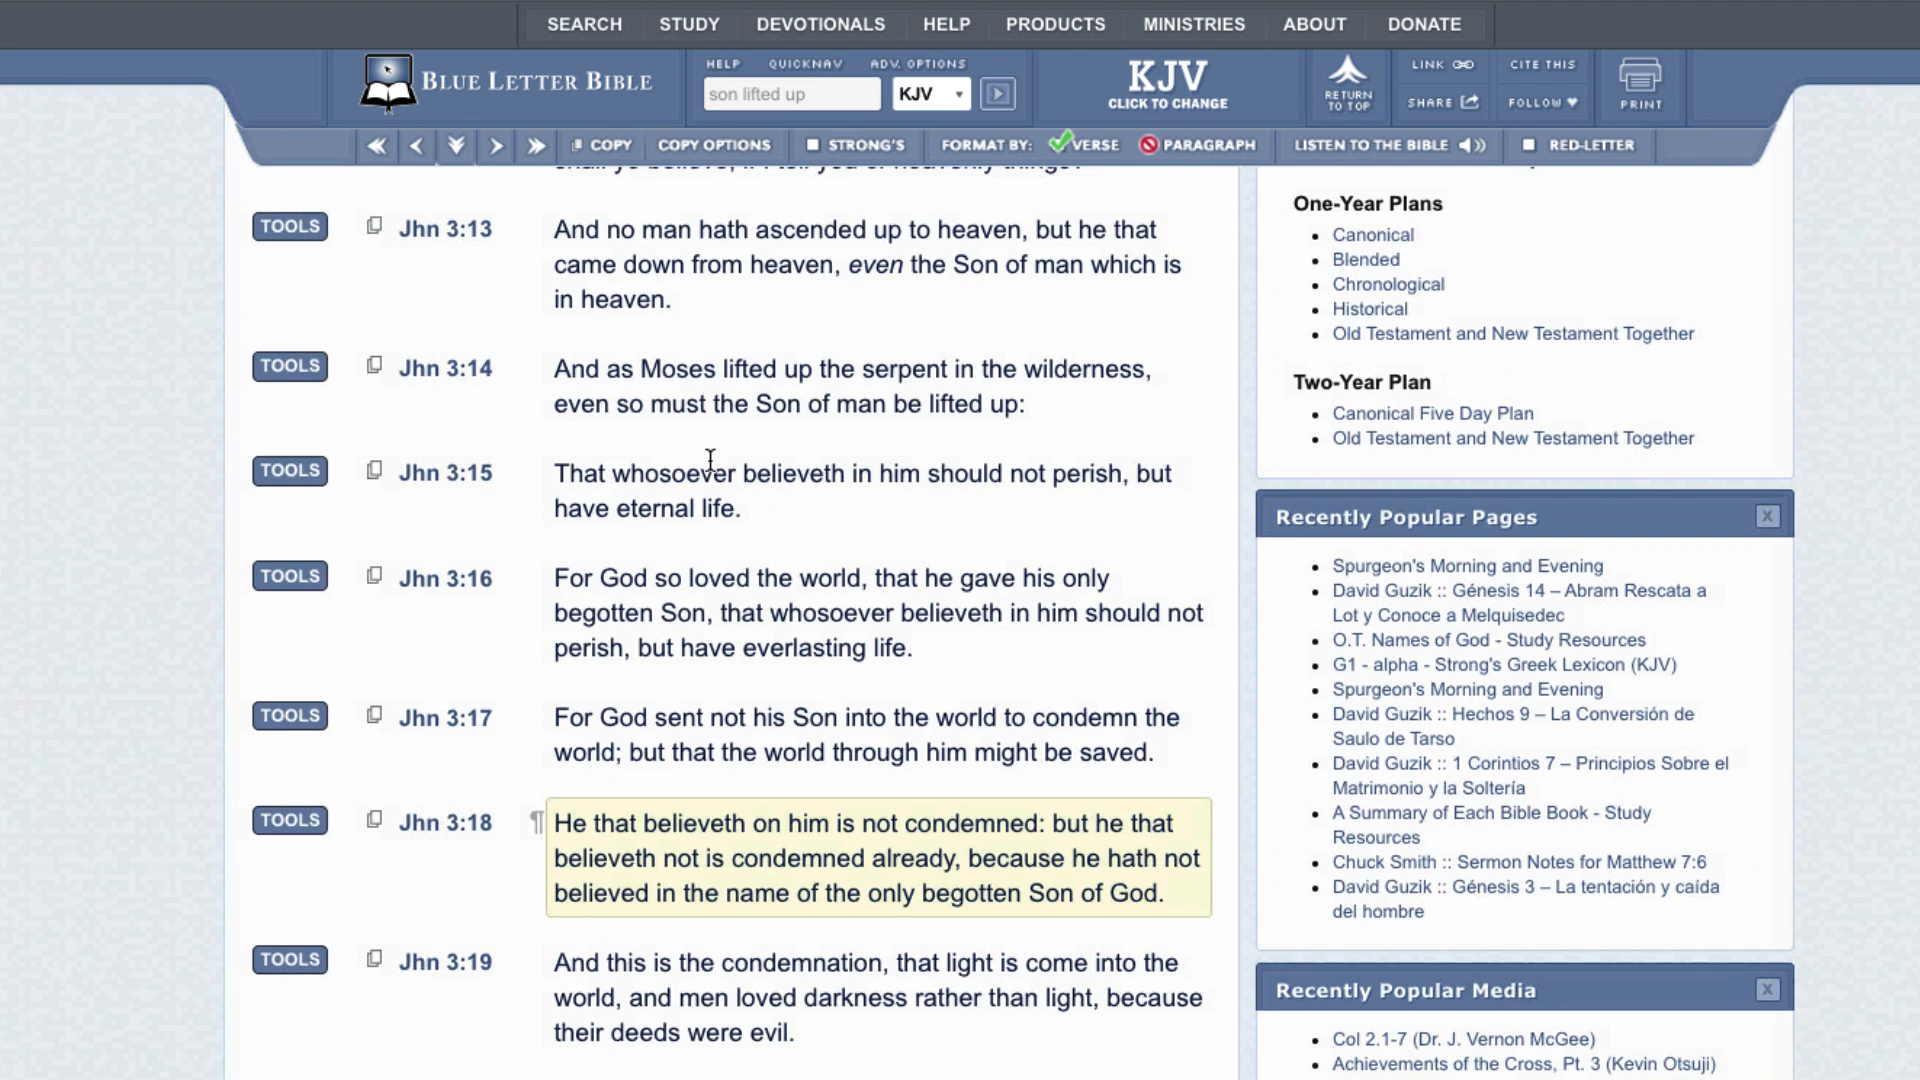 SEARCH STUDY DEVOTIONALS HELP PRODUCTS MINISTRIES ABOUT DONATE
BLUE LETTER BIBLE
HELP QUICKNAV ADV. OPTIONS
son lifted up KJV
KJV
CLICK TO CHANGE
RETURN
TO TOP
LINK CITE THIS
SHARE FOLLOW
PRINT
COPY COPY OPTIONS STRONG'S FORMAT BY: VERSE PARAGRAPH LISTEN TO THE BIBLE RED-LETTER
TOOLS Jhn 3:13 And no man hath ascended up to heaven, but he that
came down from heaven, even the Son of man which is
in heaven.
TOOLS Jhn 3:14 And as Moses lifted up the serpent in the wilderness,
even so must the Son of man be lifted up:
TOOLS Jhn 3:15 That whosoever believeth in him should not perish, but
have eternal life.
TOOLS Jhn 3:16 For God so loved the world, that he gave his only
begotten Son, that whosoever believeth in him should not
perish, but have everlasting life.
TOOLS Jhn 3:17 For God sent not his Son into the world to condemn the
world; but that the world through him might be saved.
TOOLS Jhn 3:18 ¶ He that believeth on him is not condemned: but he that
believeth not is condemned already, because he hath not
believed in the name of the only begotten Son of God.
TOOLS Jhn 3:19 And this is the condemnation, that light is come into the
world, and men loved darkness rather than light, because
their deeds were evil.
One-Year Plans
Canonical
Blended
Chronological
Historical
Old Testament and New Testament Together
Two-Year Plan
Canonical Five Day Plan
Old Testament and New Testament Together
Recently Popular Pages X
Spurgeon's Morning and Evening
David Guzik :: Génesis 14 – Abram Rescata a
Lot y Conoce a Melquisedec
O.T. Names of God - Study Resources
G1 - alpha - Strong's Greek Lexicon (KJV)
Spurgeon's Morning and Evening
David Guzik :: Hechos 9 – La Conversión de
Saulo de Tarso
David Guzik :: 1 Corintios 7 – Principios Sobre el
Matrimonio y la Soltería
A Summary of Each Bible Book - Study
Resources
Chuck Smith :: Sermon Notes for Matthew 7:6
David Guzik :: Génesis 3 – La tentación y caída
del hombre
Recently Popular Media X
Col 2.1-7 (Dr. J. Vernon McGee)
Achievements of the Cross, Pt. 3 (Kevin Otsuji)